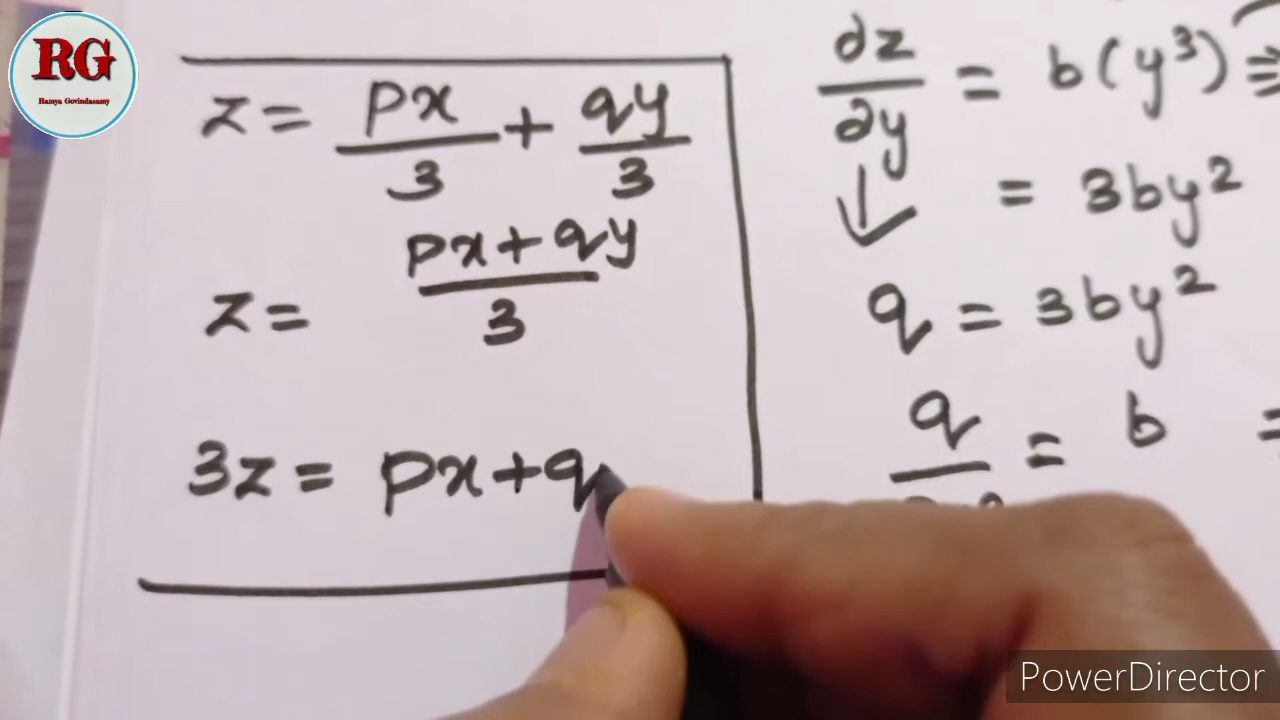 RG
Ramya Govindasamy
z = px/3 + qy/3
z = px+qy/3
3z = px+q
∂z/∂y = b(y³) ⇒
= 3by²
q = 3by²
q/ = b =
PowerDirector